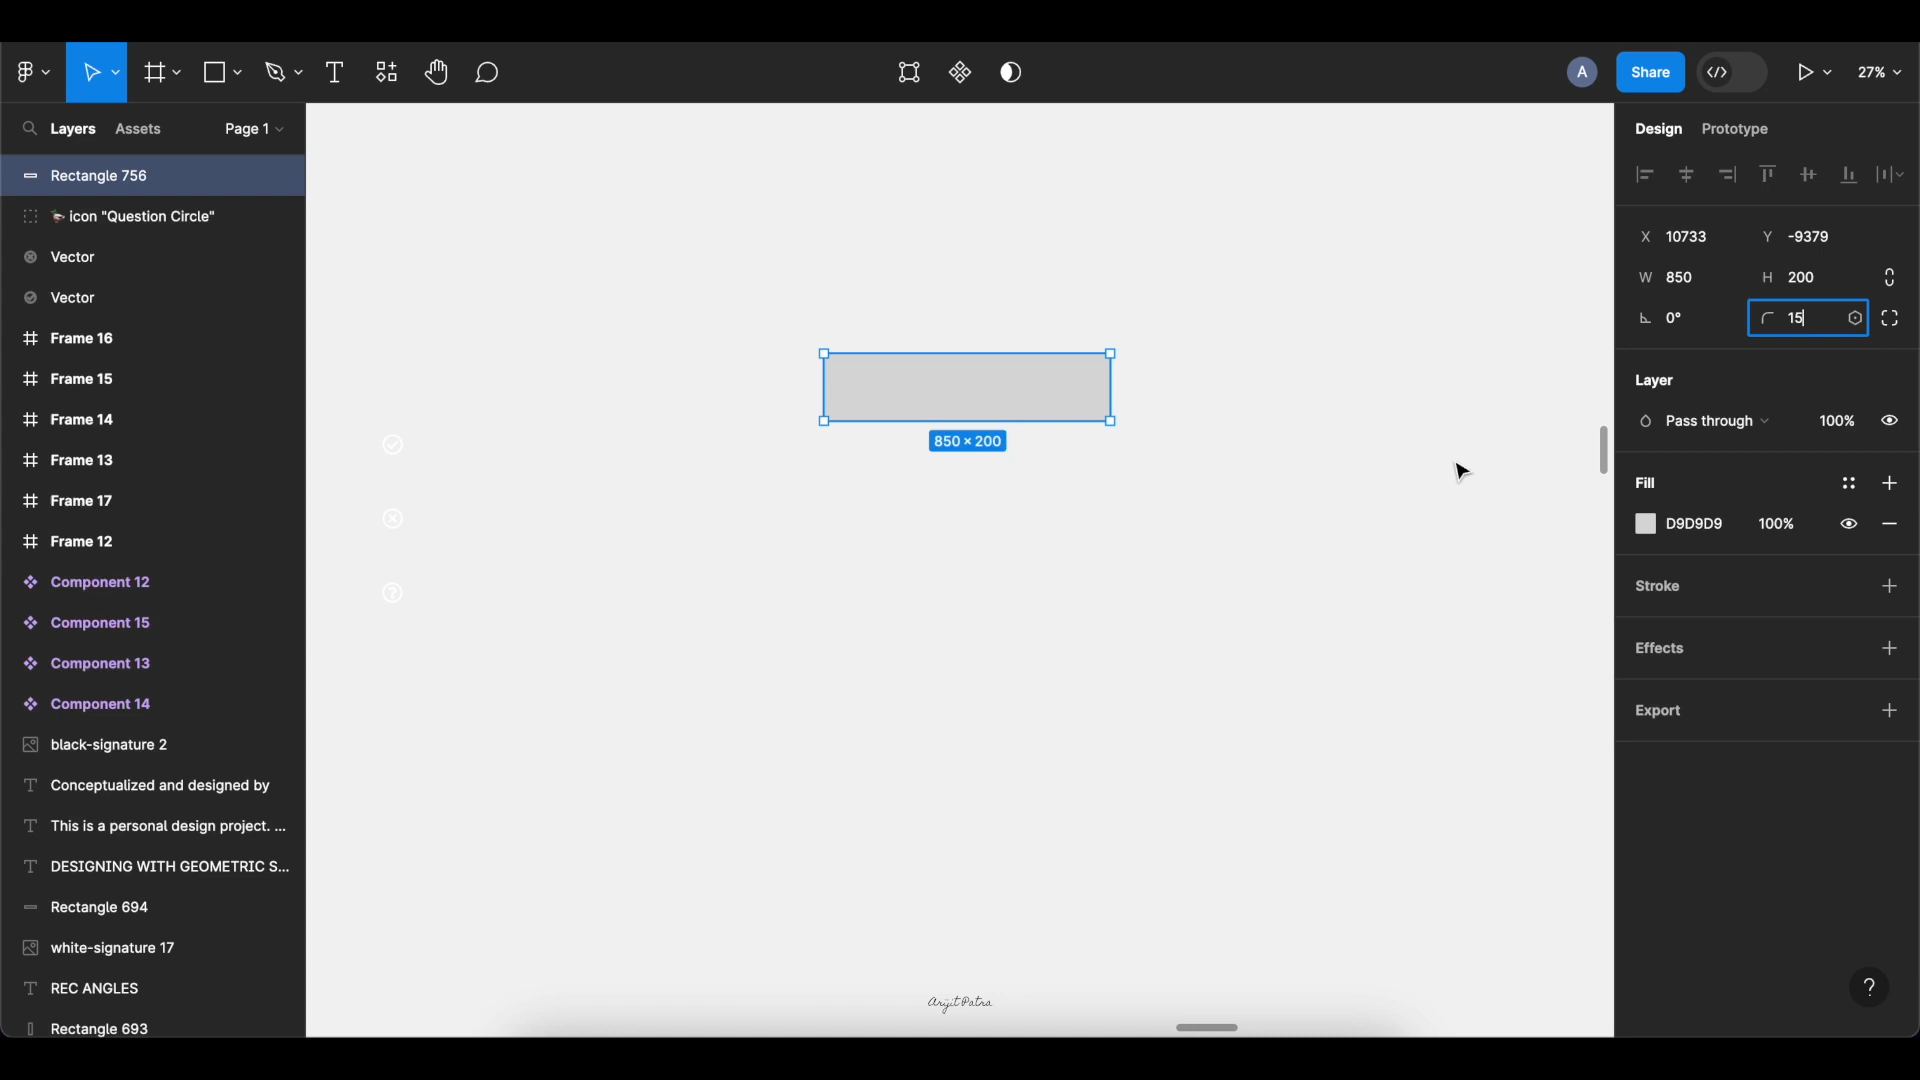 A
Share
27%
Layers
Assets
Page 1
Design
Prototype
Rectangle 756
icon "Question Circle"
Vector
Vector
Frame 16
Frame 15
Frame 14
Frame 13
Frame 17
Frame 12
Component 12
Component 15
Component 13
Component 14
black-signature 2
Conceptualized and designed by
This is a personal design project. ...
DESIGNING WITH GEOMETRIC S...
Rectangle 694
white-signature 17
REC ANGLES
Rectangle 693
850 × 200
Arijit Patra
X 10733
Y -9379
W 850
H 200
0°
15
Layer
Pass through
100%
Fill
D9D9D9
100%
Stroke
Effects
Export
?